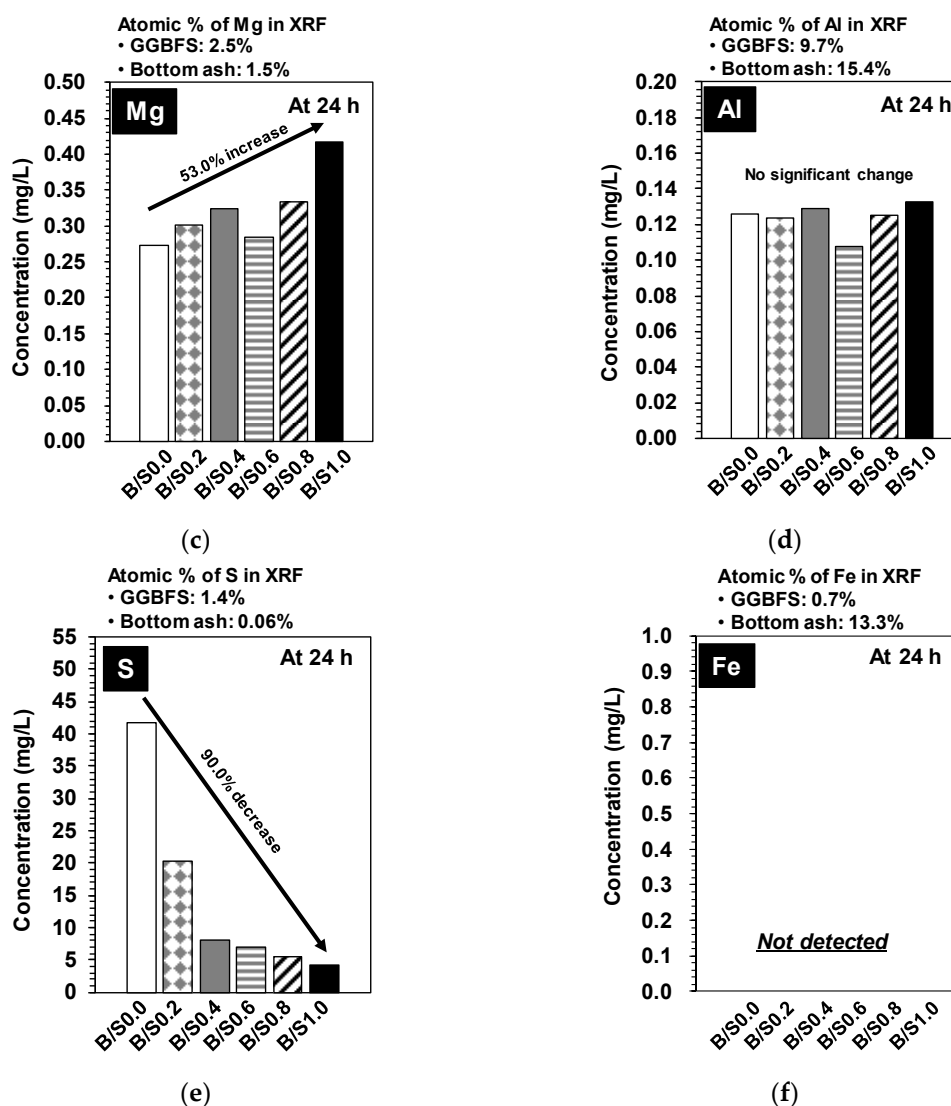 Atomic % of Mg in XRF
• GGBFS: 2.5%
• Bottom ash: 1.5%
Mg
At 24 h
53.0% increase
Concentration (mg/L)
0.50
0.45
0.40
0.35
0.30
0.25
0.20
0.15
0.10
0.05
0.00
B/S0.0
B/S0.2
B/S0.4
B/S0.6
B/S0.8
B/S1.0
(c)
Atomic % of Al in XRF
• GGBFS: 9.7%
• Bottom ash: 15.4%
Al
At 24 h
No significant change
Concentration (mg/L)
0.20
0.18
0.16
0.14
0.12
0.10
0.08
0.06
0.04
0.02
0.00
B/S0.0
B/S0.2
B/S0.4
B/S0.6
B/S0.8
B/S1.0
(d)
Atomic % of S in XRF
• GGBFS: 1.4%
• Bottom ash: 0.06%
S
At 24 h
90.0% decrease
Concentration (mg/L)
55
50
45
40
35
30
25
20
15
10
5
0
B/S0.0
B/S0.2
B/S0.4
B/S0.6
B/S0.8
B/S1.0
(e)
Atomic % of Fe in XRF
• GGBFS: 0.7%
• Bottom ash: 13.3%
Fe
At 24 h
Not detected
Concentration (mg/L)
1.0
0.9
0.8
0.7
0.6
0.5
0.4
0.3
0.2
0.1
0.0
B/S0.0
B/S0.2
B/S0.4
B/S0.6
B/S0.8
B/S1.0
(f)